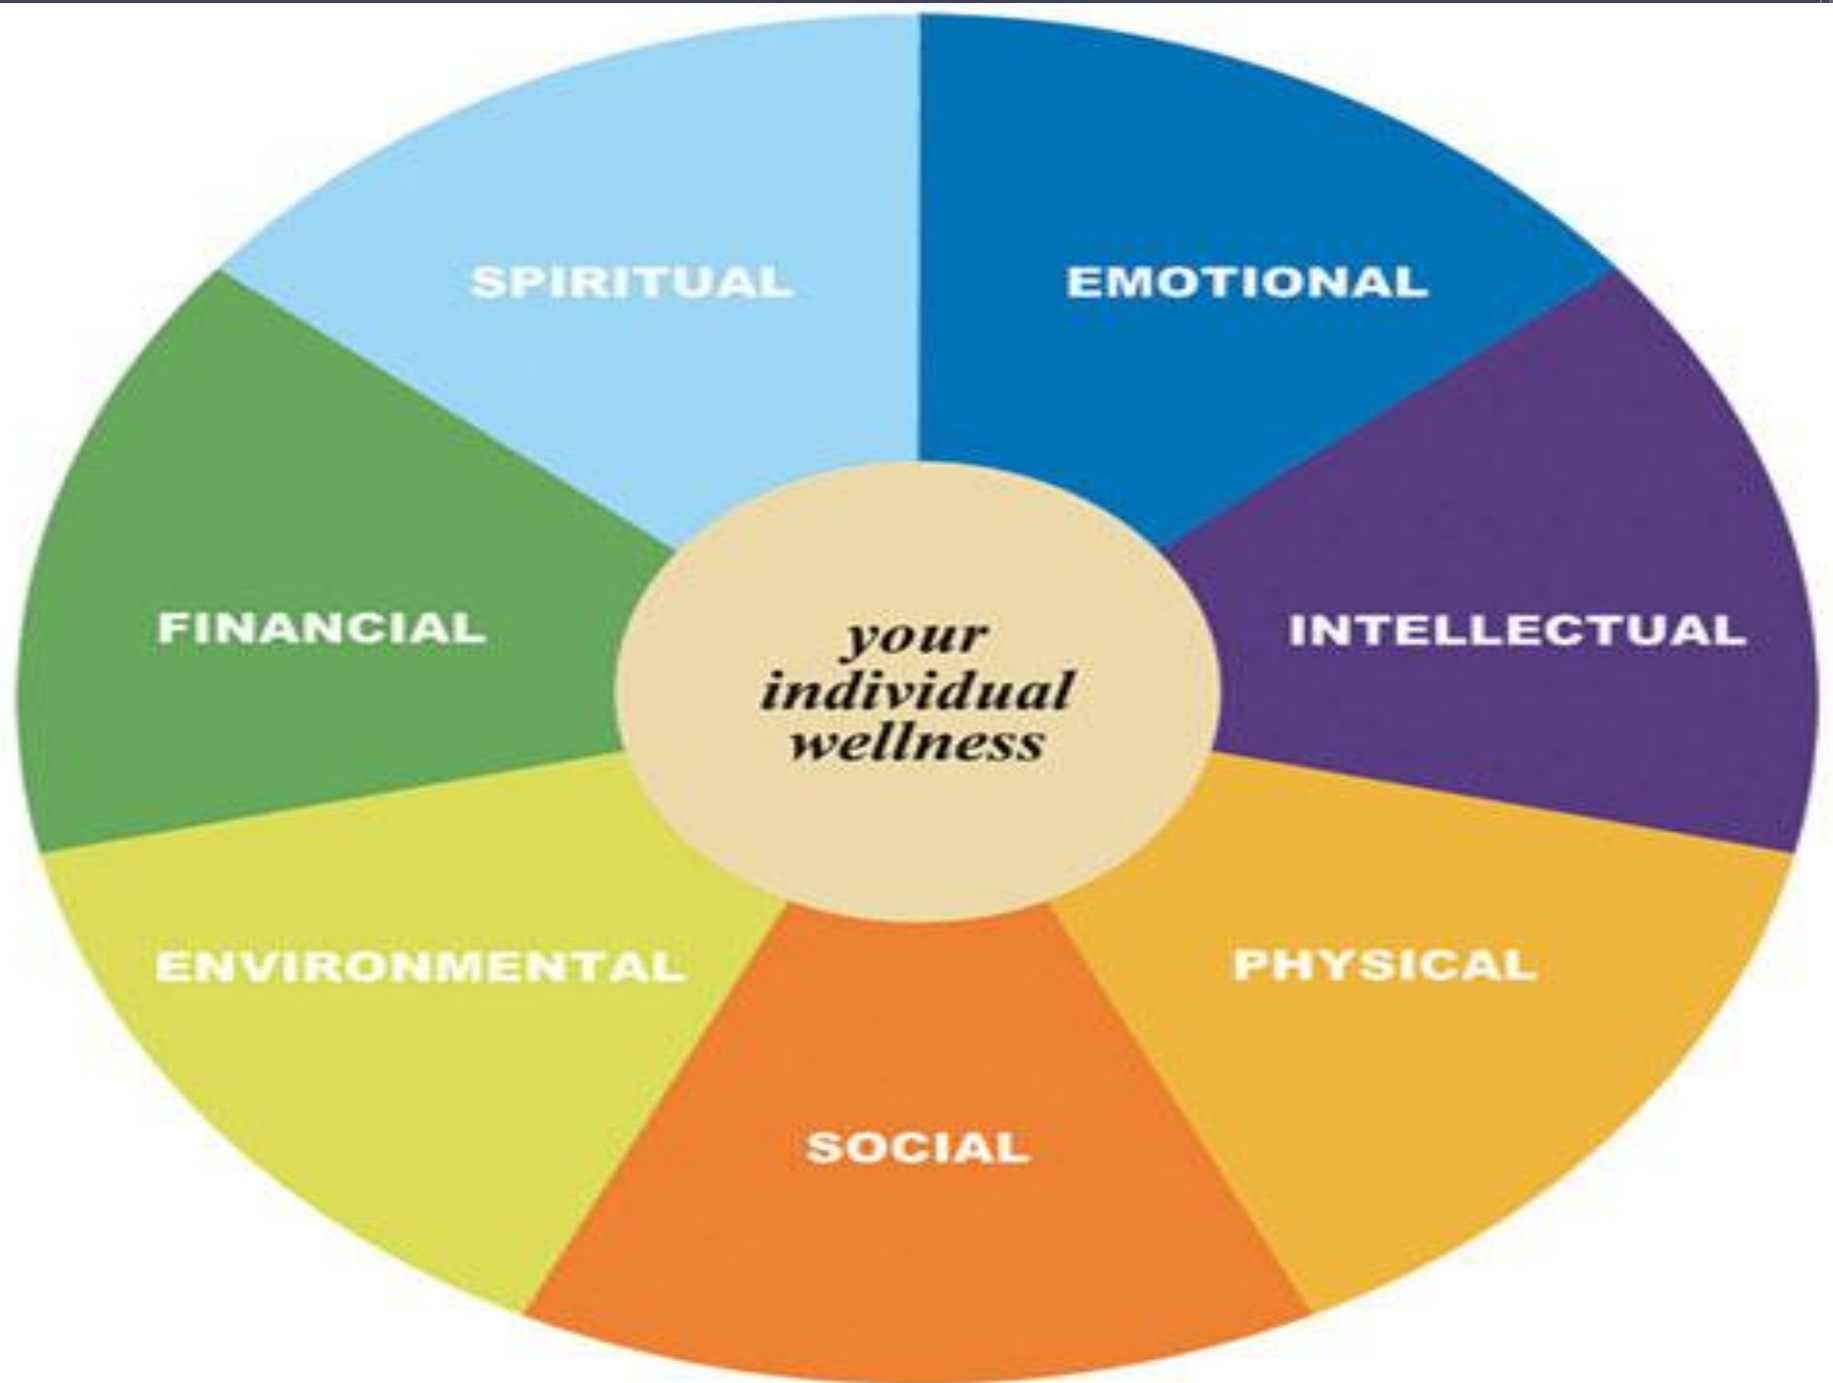 SPIRITUAL
EMOTIONAL
FINANCIAL
INTELLECTUAL
your
individual
wellness
ENVIRONMENTAL
PHYSICAL
SOCIAL